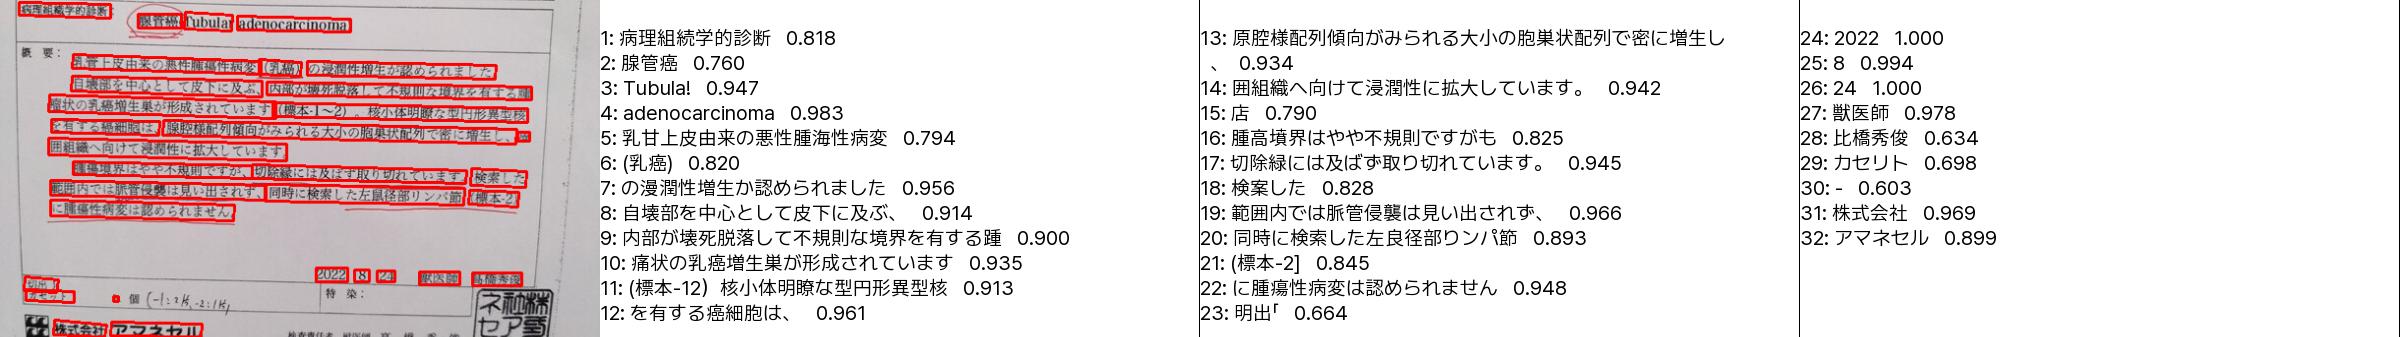 病理組織学的診断
腺管癌 Tubular adenocarcinoma
概 要：
乳管上皮由来の悪性腫瘍性病変 (乳癌) の浸潤性増生が認められました。
自壊部を中心として皮下に及ぶ、内部が壊死脱落して不規則な境界を有する腫
瘤状の乳癌増生巣が形成されています (標本-1～2) 。核小体明瞭な類円形異型核
を有する癌細胞は、腺腔様配列傾向がみられる大小の胞巣状配列で密に増生し、周
囲組織へ向けて浸潤性に拡大しています。
腫瘍境界はやや不規則ですが、切除縁には及ばず取り切れています。検索した
範囲内では脈管侵襲は見い出されず、同時に検索した左鼠径部リンパ節 (標本-2)
に腫瘍性病変は認められません。
2022 8 24 獣医師 高橋秀俊
切出し
カセット 個 (-1:2枚,-2:1枚)
特 染：
株式会社 アマネセル
株式会社アマネセ
1: 病理組続学的診断 0.818
2: 腺管癌 0.760
3: Tubula! 0.947
4: adenocarcinoma 0.983
5: 乳甘上皮由来の悪性腫海性病変 0.794
6: (乳癌) 0.820
7: の漫潤性増生か認められました 0.956
8: 自壊部を中心として皮下に及ぶ、 0.914
9: 内部が壊死脱落して不規則な境界を有する踵 0.900
10: 痛状の乳癌増生巣が形成されています 0.935
11: (標本-12）核小体明瞭な型円形異型核 0.913
12: を有する癌細胞は、 0.961
13: 原腔様配列傾向がみられる大小の胞巣状配列で密に増生し
、 0.934
14: 囲組織へ向けて浸潤性に拡大しています。 0.942
15: 店 0.790
16: 腫高墳界はやや不規則ですがも 0.825
17: 切除緑には及ばず取り切れています。 0.945
18: 検案した 0.828
19: 範囲内では脈管侵襲は見い出されず、 0.966
20: 同時に検索した左良径部りンパ節 0.893
21: (標本-2] 0.845
22: に腫瘍性病変は認められません 0.948
23: 明出｢ 0.664
24: 2022 1.000
25: 8 0.994
26: 24 1.000
27: 獣医師 0.978
28: 比橋秀俊 0.634
29: カセリト 0.698
30: - 0.603
31: 株式会社 0.969
32: アマネセル 0.899